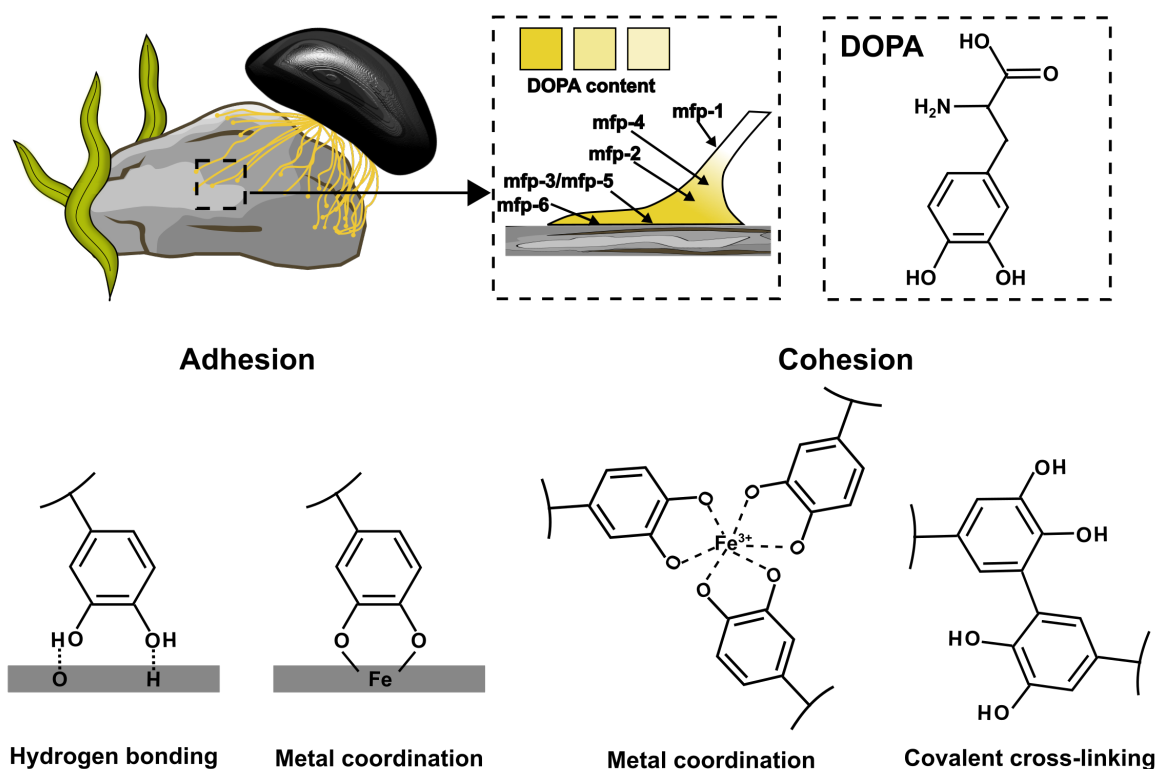 DOPA content
mfp-1
mfp-4
mfp-2
mfp-3/mfp-5
mfp-6
DOPA
HO
O
H₂N
HO
OH
Adhesion
Cohesion
HO
OH
O
H
Hydrogen bonding
O
O
Fe
Metal coordination
O
O
O
O
Fe³⁺
O
O
Metal coordination
OH
OH
HO
HO
Covalent cross-linking